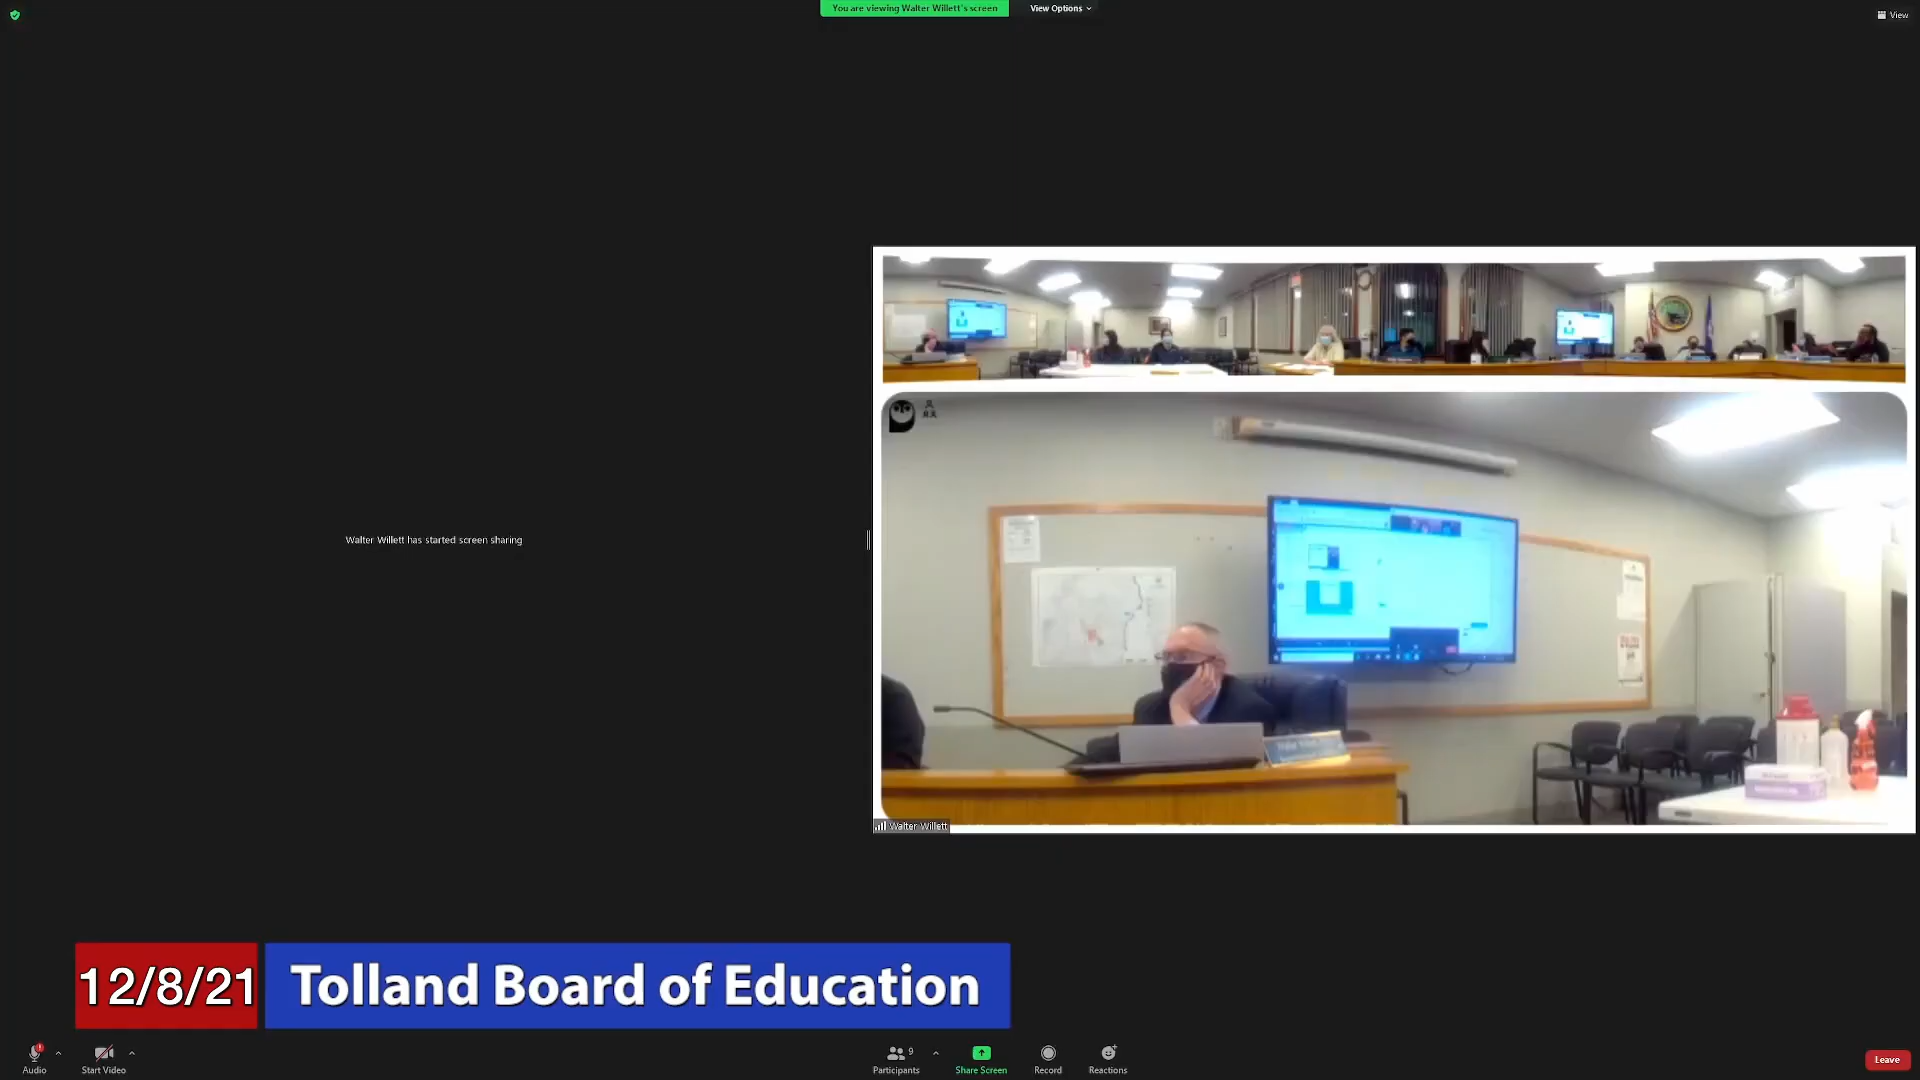 You are viewing Walter Willett's screen
View Options
View
Walter Willett has started screen sharing
Walter Willett
12/8/21
Tolland Board of Education
Audio
Start Video
Participants
9
Share Screen
Record
Reactions
Leave